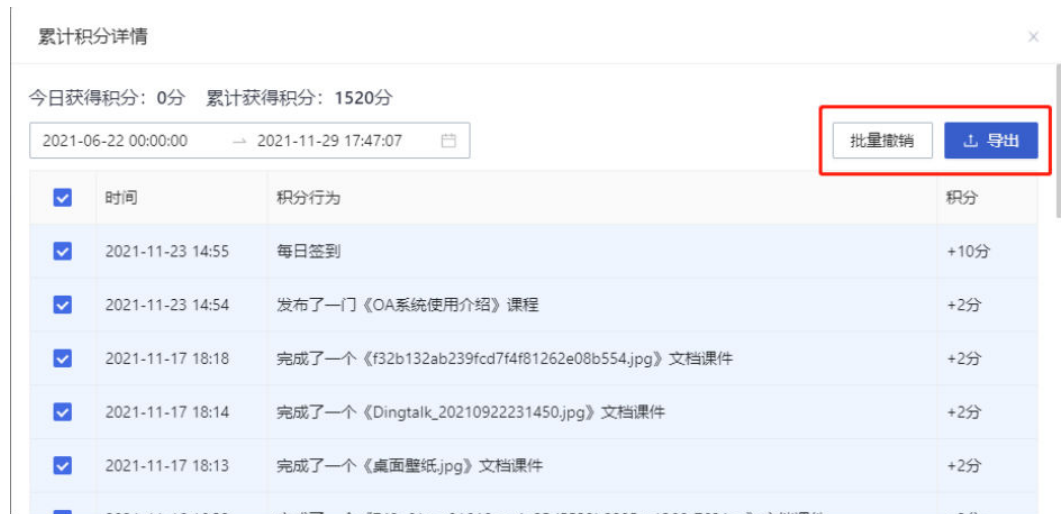 累计积分详情
今日获得积分：0分 累计获得积分：1520分
2021-06-22 00:00:00 → 2021-11-29 17:47:07 批量撤销 导出
时间 积分行为 积分
2021-11-23 14:55 每日签到 +10分
2021-11-23 14:54 发布了一门《OA系统使用介绍》课程 +2分
2021-11-17 18:18 完成了一个《f32b132ab239fcd7f4f81262e08b554.jpg》文档课件 +2分
2021-11-17 18:14 完成了一个《Dingtalk_20210922231450.jpg》文档课件 +2分
2021-11-17 18:13 完成了一个《桌面壁纸.jpg》文档课件 +2分